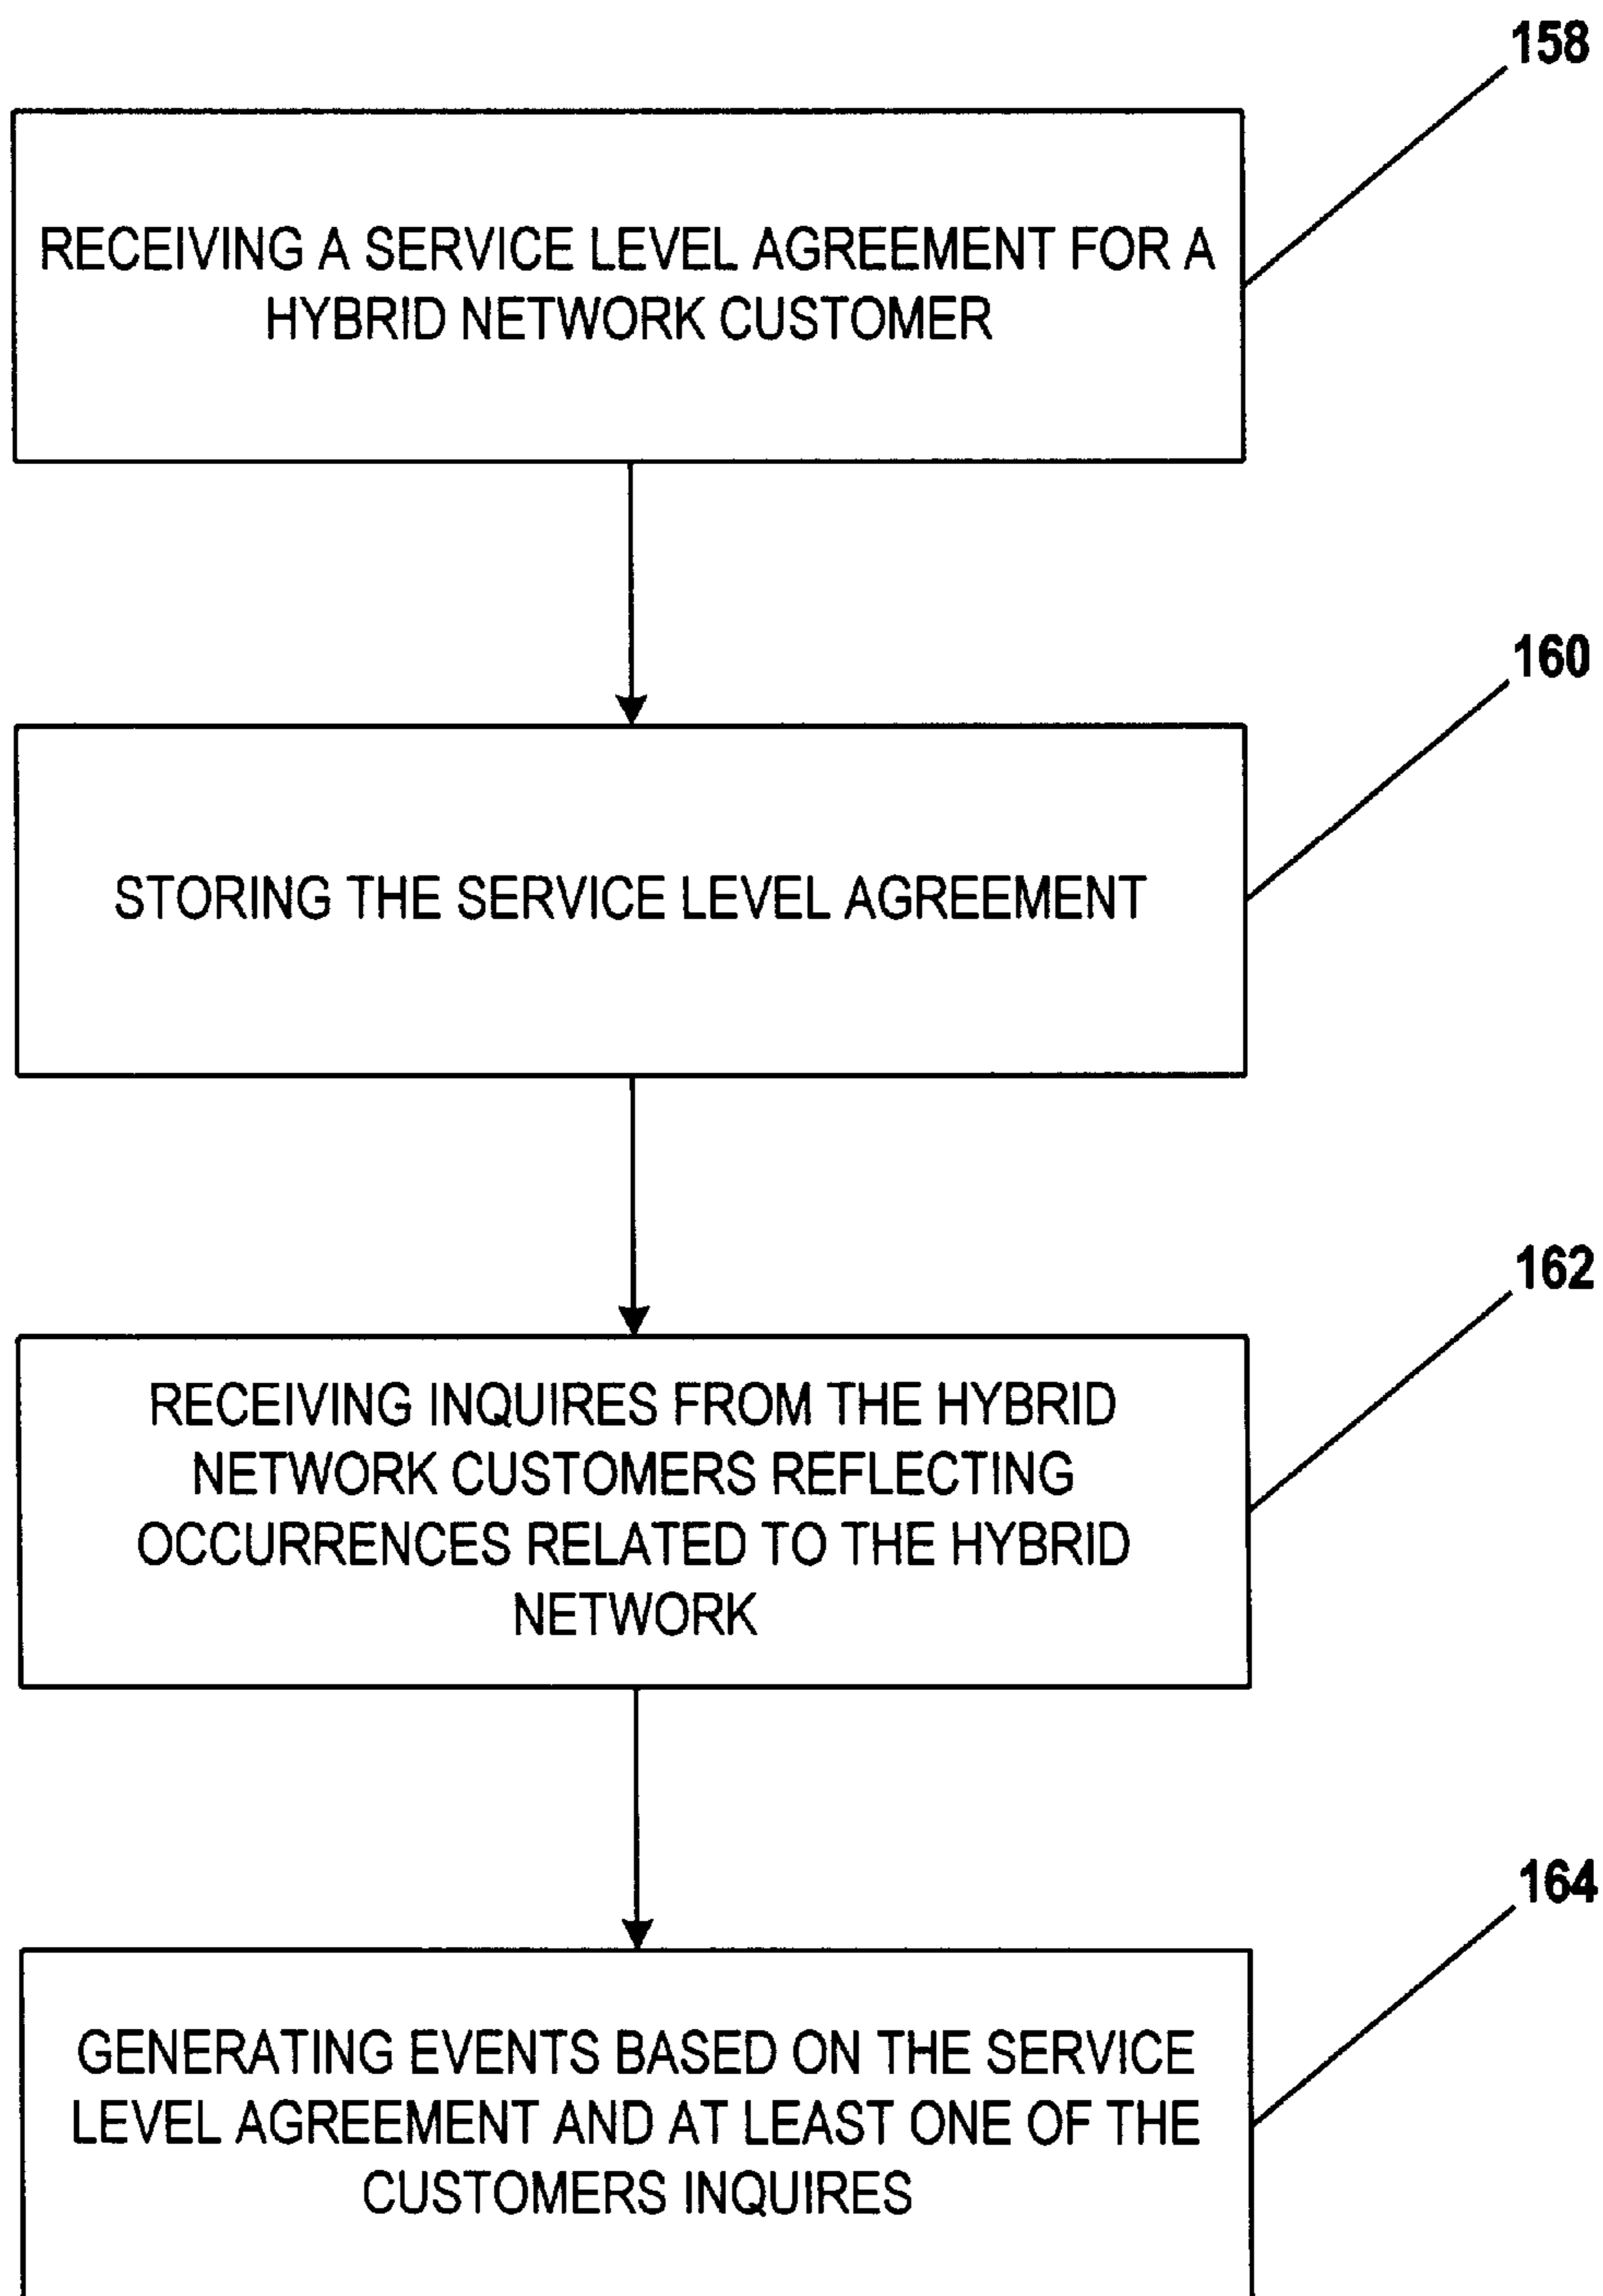 158
RECEIVING A SERVICE LEVEL AGREEMENT FOR A
HYBRID NETWORK CUSTOMER
160
STORING THE SERVICE LEVEL AGREEMENT
162
RECEIVING INQUIRES FROM THE HYBRID
NETWORK CUSTOMERS REFLECTING
OCCURRENCES RELATED TO THE HYBRID
NETWORK
164
GENERATING EVENTS BASED ON THE SERVICE
LEVEL AGREEMENT AND AT LEAST ONE OF THE
CUSTOMERS INQUIRES